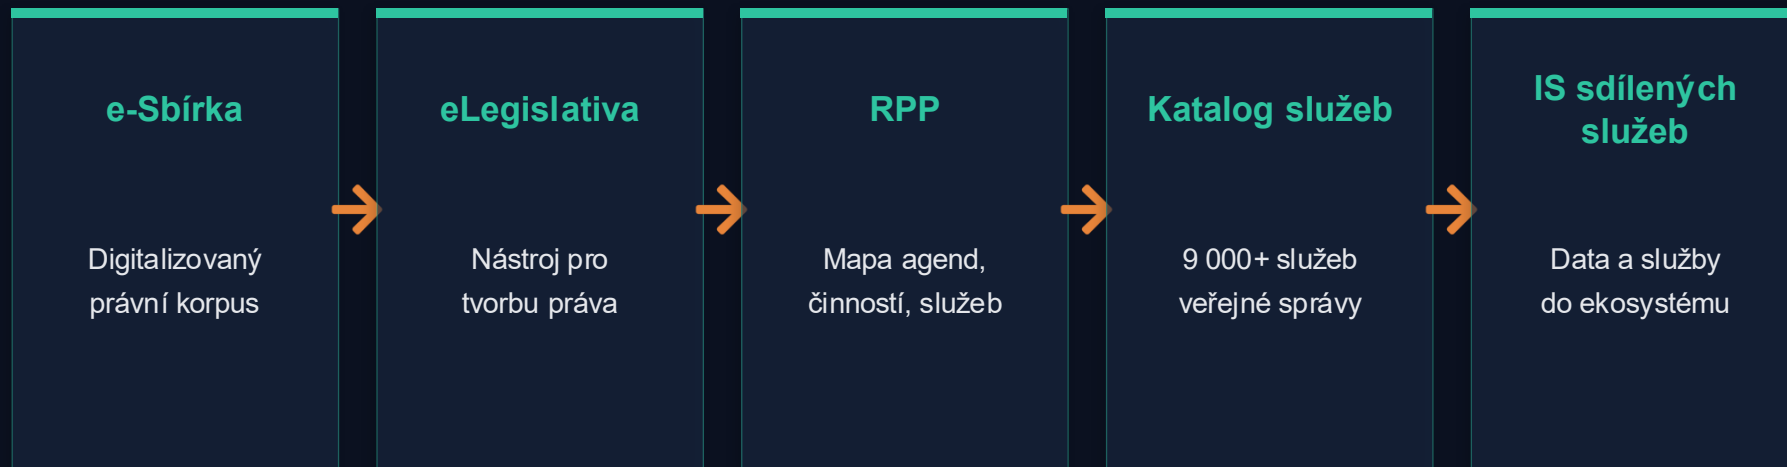 e-Sbírka
Digitalizovaný
právní korpus
eLegislativa
Nástroj pro
tvorbu práva
RPP
Mapa agend,
činností, služeb
Katalog služeb
9 000+ služeb
veřejné správy
IS sdílených
služeb
Data a služby
do ekosystému